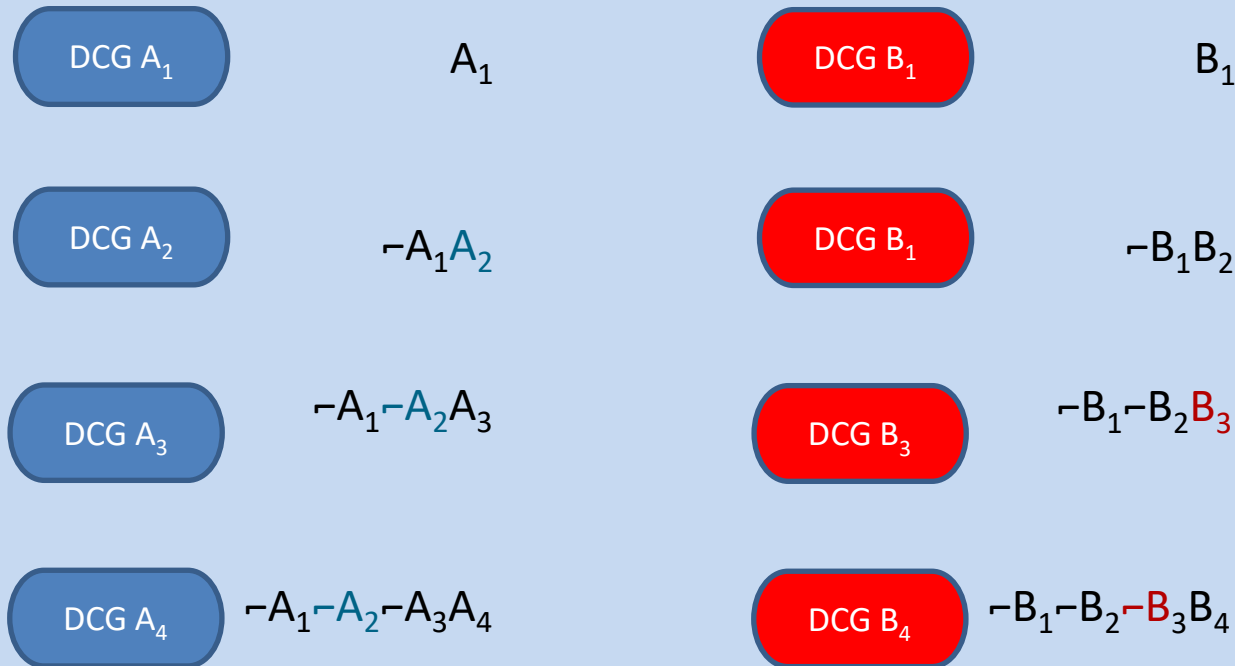 DCG A₁ A₁ DCG B₁ B₁
DCG A₂ ⌐A₁A₂ DCG B₁ ⌐B₁B₂
DCG A₃ ⌐A₁⌐A₂A₃ DCG B₃ ⌐B₁⌐B₂B₃
DCG A₄ ⌐A₁⌐A₂⌐A₃A₄ DCG B₄ ⌐B₁⌐B₂⌐B₃B₄